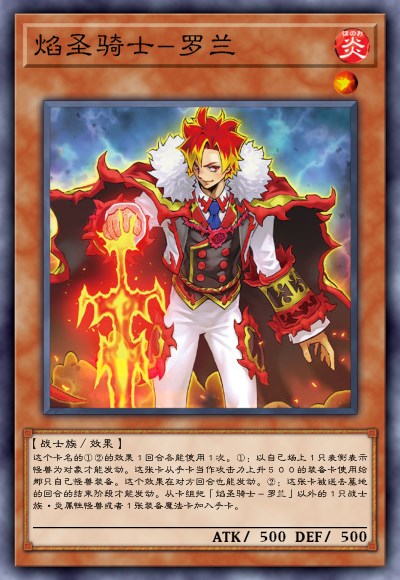 焰圣骑士-罗兰
ほのお
炎
【战士族/效果】
这个卡名的①②的效果1回合各能使用1次。①:以自己场上1只表侧表示
怪兽为对象才能发动。这张卡从手卡当作攻击力上升500的装备卡使用给
那只自己怪兽装备。这个效果在对方回合也能发动。②:这张卡被送去墓地
的回合的结束阶段才能发动。从卡组把「焰圣骑士-罗兰」以外的1只战士
族·炎属性怪兽或者1张装备魔法卡加入手卡。
ATK/ 500 DEF/ 500